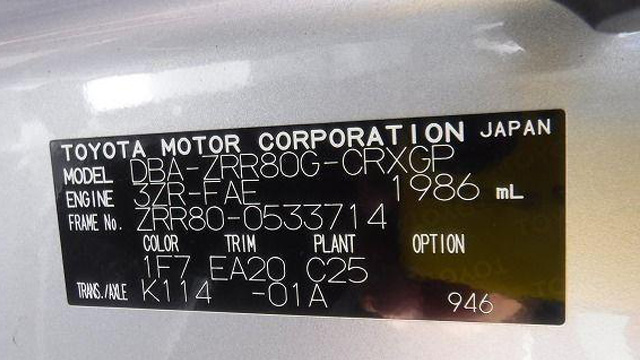 TOYOTA MOTOR CORPORATION JAPAN
MODEL DBA-ZRR80G-CRXGP
ENGINE 3ZR-FAE 1986 mL
FRAME No. ZRR80-0533714
COLOR TRIM PLANT OPTION
1F7 EA20 C25
TRANS./AXLE K114 -01A 946